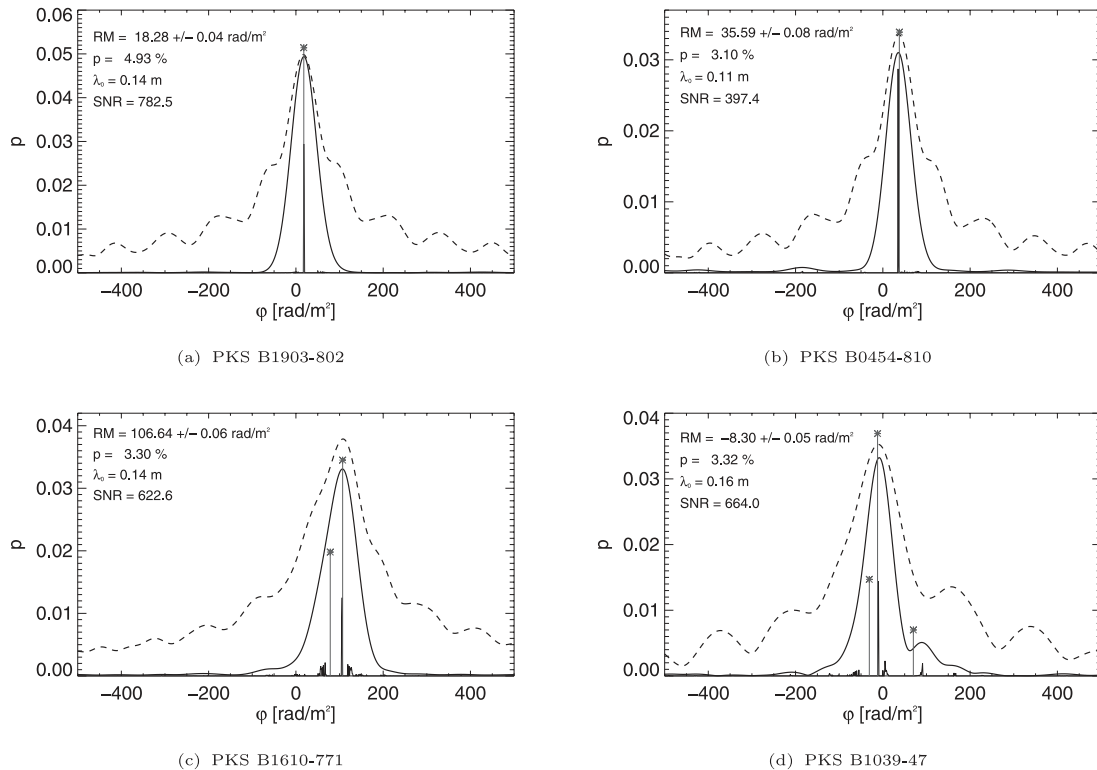 RM = 18.28 +/- 0.04 rad/m²
p = 4.93 %
λ₀ = 0.14 m
SNR = 782.5
0.06
0.05
0.04
0.03
0.02
0.01
0.00
p
−400 −200 0 200 400
φ [rad/m²]
(a) PKS B1903-802
RM = 35.59 +/- 0.08 rad/m²
p = 3.10 %
λ₀ = 0.11 m
SNR = 397.4
0.03
0.02
0.01
0.00
p
−400 −200 0 200 400
φ [rad/m²]
(b) PKS B0454-810
RM = 106.64 +/- 0.06 rad/m²
p = 3.30 %
λ₀ = 0.14 m
SNR = 622.6
0.04
0.03
0.02
0.01
0.00
p
−400 −200 0 200 400
φ [rad/m²]
(c) PKS B1610-771
RM = −8.30 +/- 0.05 rad/m²
p = 3.32 %
λ₀ = 0.16 m
SNR = 664.0
0.04
0.03
0.02
0.01
0.00
p
−400 −200 0 200 400
φ [rad/m²]
(d) PKS B1039-47